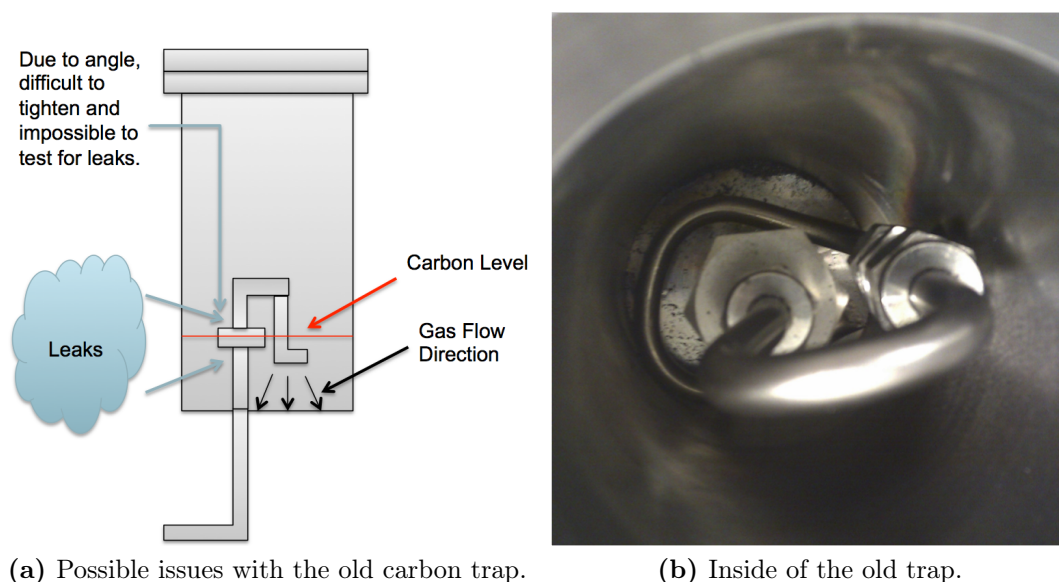 Due to angle,
difficult to
tighten and
impossible to
test for leaks.
Carbon Level
Gas Flow
Direction
Leaks
(a) Possible issues with the old carbon trap.
(b) Inside of the old trap.